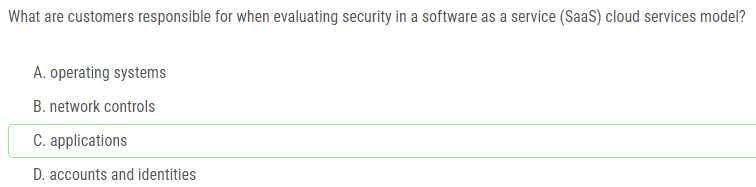 What are customers responsible for when evaluating security in a software as a service (SaaS) cloud services model?
A. operating systems
B. network controls
C. applications
D. accounts and identities